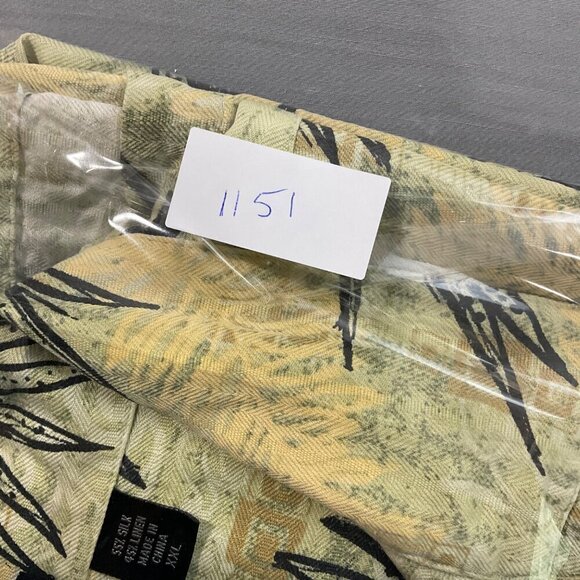 1151
55% SILK
45% LINEN
MADE IN
CHINA
XXL